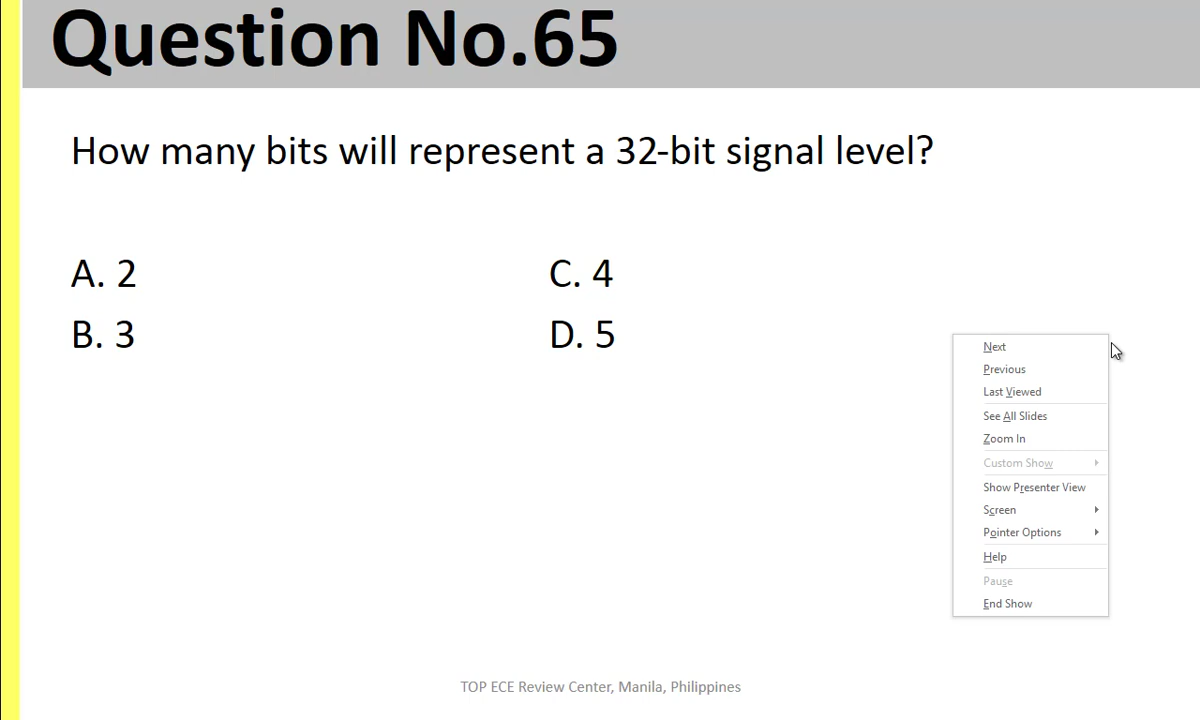 Question No.65
How many bits will represent a 32-bit signal level?
A. 2
B. 3
C. 4
D. 5
Next
Previous
Last Viewed
See All Slides
Zoom In
Custom Show
Show Presenter View
Screen
Pointer Options
Help
Pause
End Show
TOP ECE Review Center, Manila, Philippines